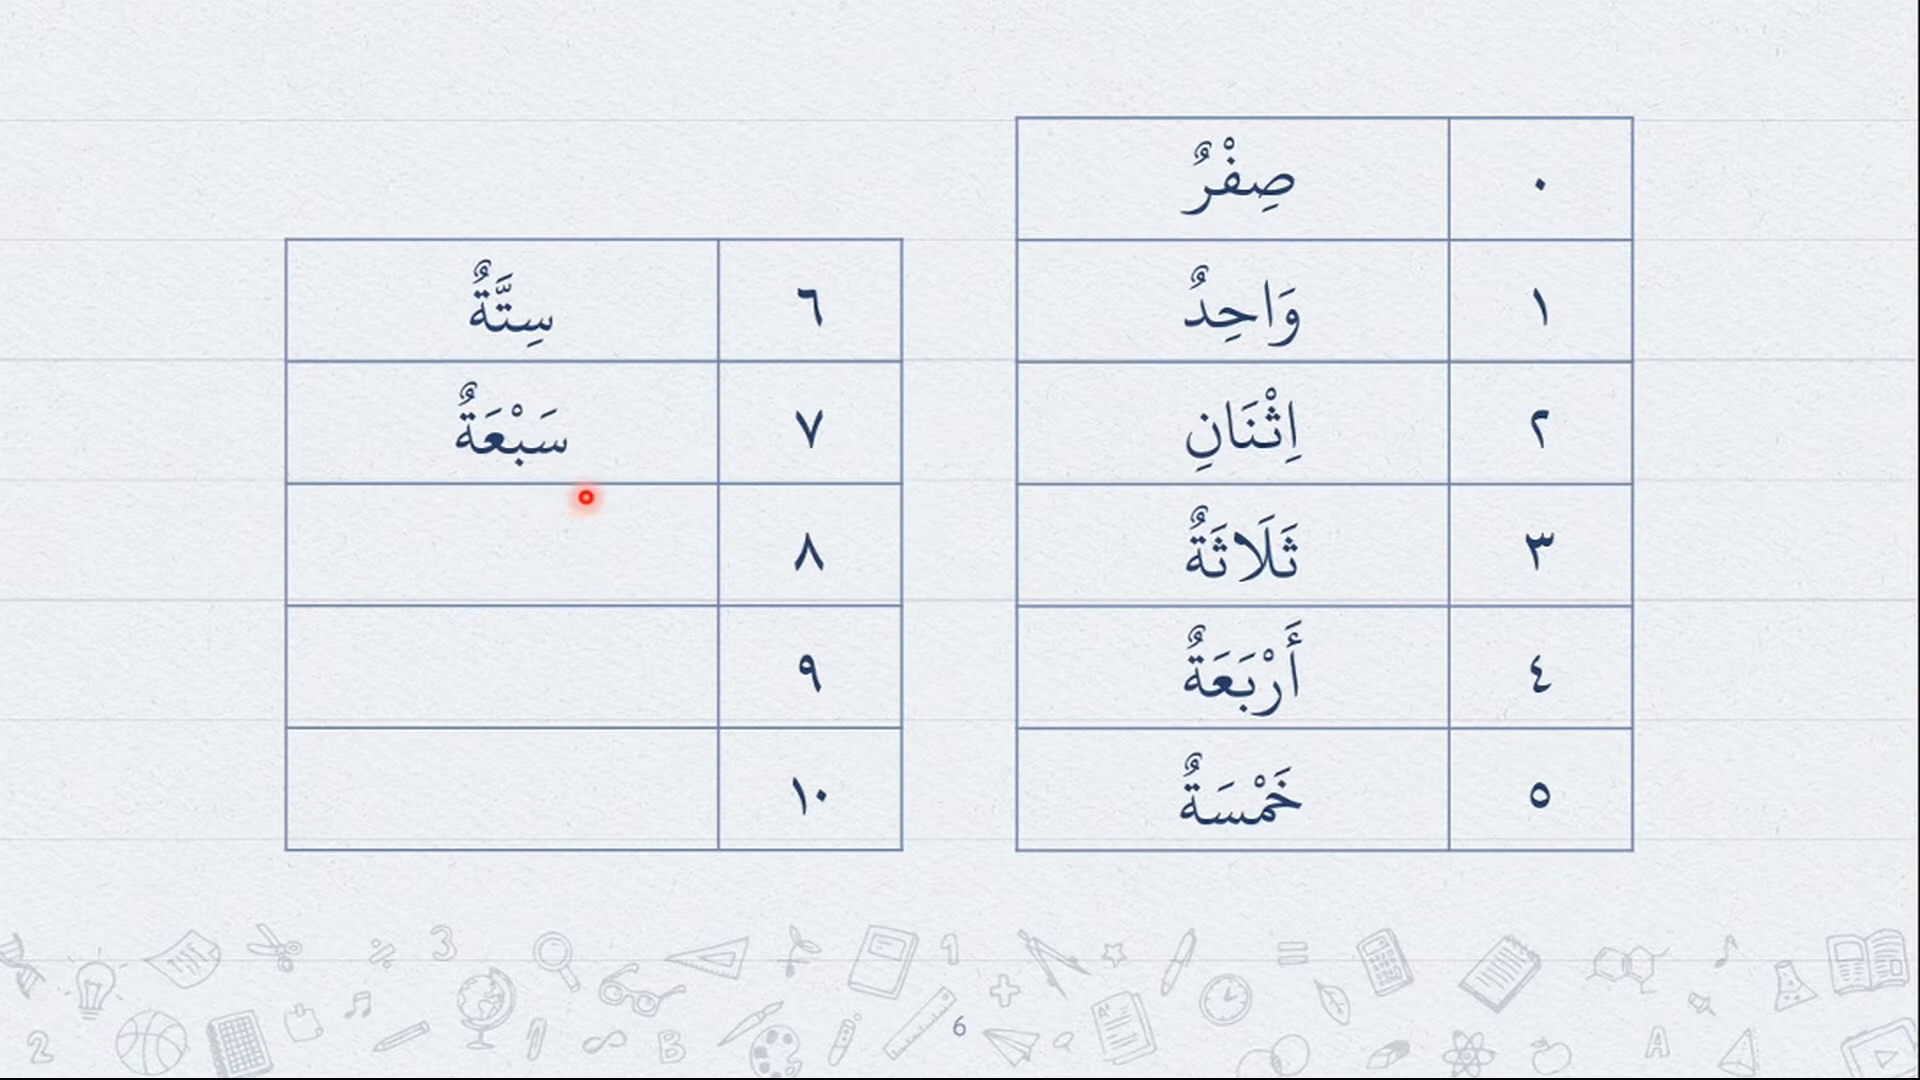 ٠ صِفْرٌ
١ وَاحِدٌ
٢ اِثْنَانِ
٣ ثَلَاثَةٌ
٤ أَرْبَعَةٌ
٥ خَمْسَةٌ
٦ سِتَّةٌ
٧ سَبْعَةٌ
٨
٩
١٠
6